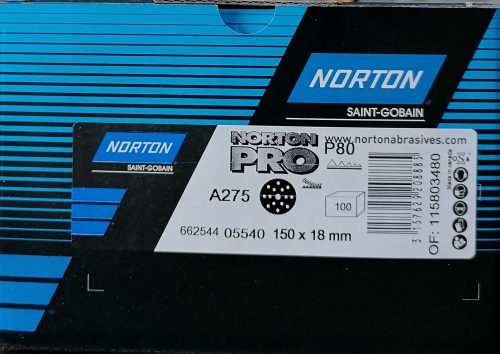 NORTON
SAINT-GOBAIN
NORTON
SAINT-GOBAIN
NORTON
PRO
P80
www.nortonabrasives.com
A275
100
662544 05540 150 x 18 mm
OF: 115803480